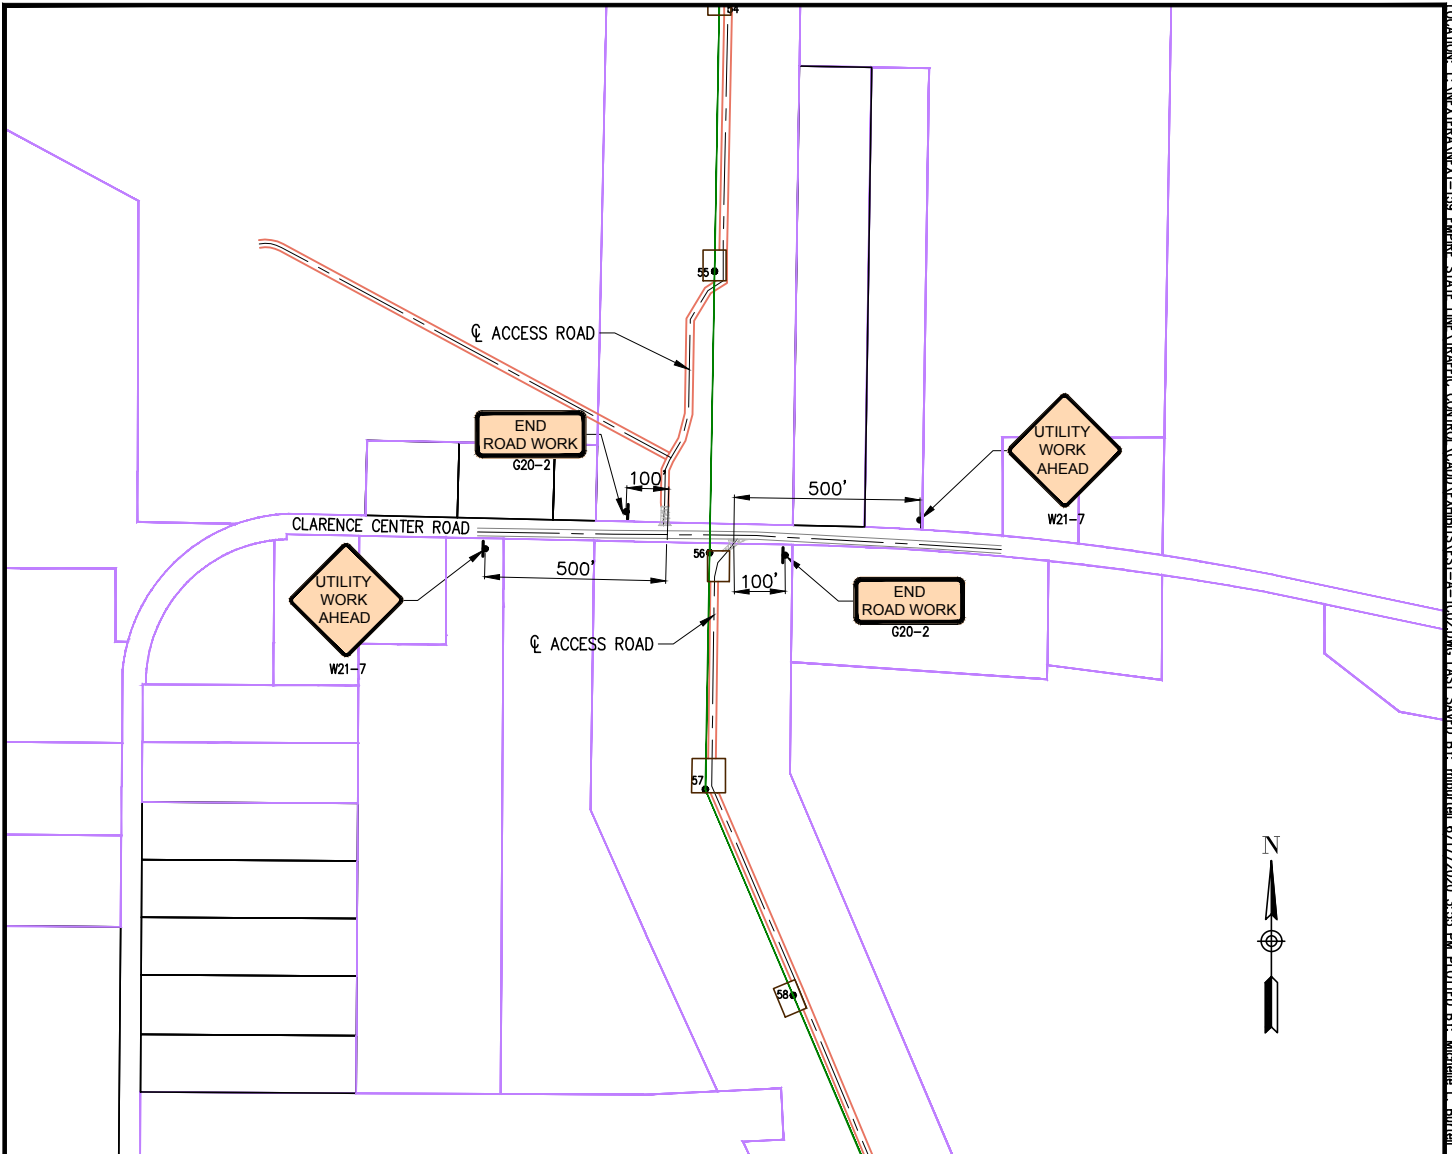 54
55
℄ ACCESS ROAD
END
ROAD WORK
G20-2
100'
500'
UTILITY
WORK
AHEAD
W21-7
CLARENCE CENTER ROAD
56
500'
100'
UTILITY
WORK
AHEAD
W21-7
END
ROAD WORK
G20-2
℄ ACCESS ROAD
57
58
N